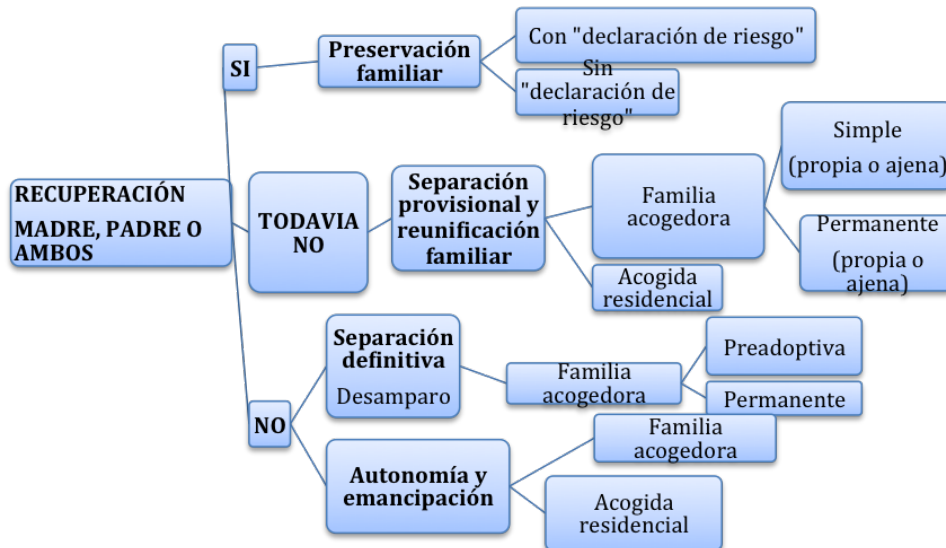 RECUPERACIÓN
MADRE, PADRE O
AMBOS
SI
Preservación
familiar
Con "declaración de riesgo"
Sin
"declaración de
riesgo"
TODAVIA
NO
Separación
provisional y
reunificación
familiar
Familia
acogedora
Simple
(propia o ajena)
Permanente
(propia o
ajena)
Acogida
residencial
NO
Separación
definitiva
Desamparo
Familia
acogedora
Preadoptiva
Permanente
Autonomía y
emancipación
Familia
acogedora
Acogida
residencial